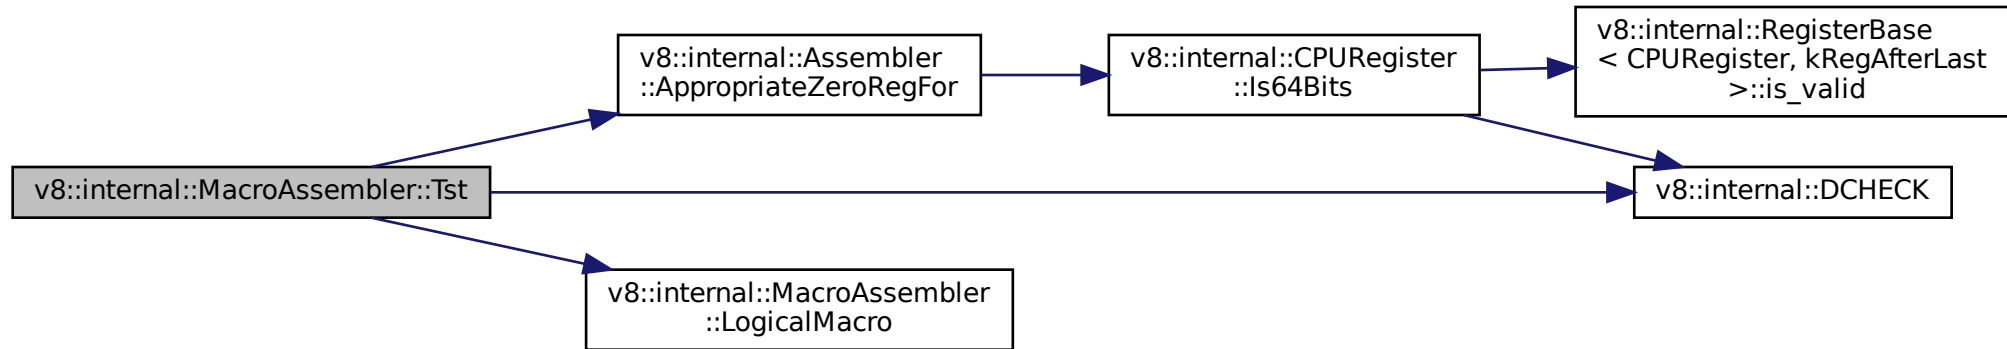 v8::internal::MacroAssembler::Tst
v8::internal::Assembler
::AppropriateZeroRegFor
v8::internal::CPURegister
::Is64Bits
v8::internal::RegisterBase
< CPURegister, kRegAfterLast
>::is_valid
v8::internal::DCHECK
v8::internal::MacroAssembler
::LogicalMacro